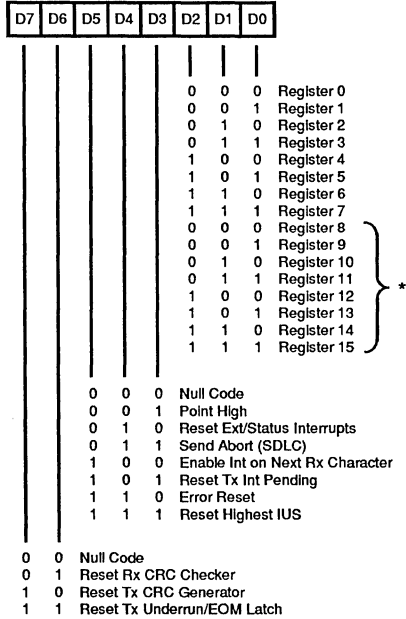 D7 D6 D5 D4 D3 D2 D1 D0
0 0 0 Register 0
0 0 1 Register 1
0 1 0 Register 2
0 1 1 Register 3
1 0 0 Register 4
1 0 1 Register 5
1 1 0 Register 6
1 1 1 Register 7
0 0 0 Register 8
0 0 1 Register 9
0 1 0 Register 10
0 1 1 Register 11
1 0 0 Register 12
1 0 1 Register 13
1 1 0 Register 14
1 1 1 Register 15
*
0 0 0 Null Code
0 0 1 Point High
0 1 0 Reset Ext/Status Interrupts
0 1 1 Send Abort (SDLC)
1 0 0 Enable Int on Next Rx Character
1 0 1 Reset Tx Int Pending
1 1 0 Error Reset
1 1 1 Reset Highest IUS
0 0 Null Code
0 1 Reset Rx CRC Checker
1 0 Reset Tx CRC Generator
1 1 Reset Tx Underrun/EOM Latch